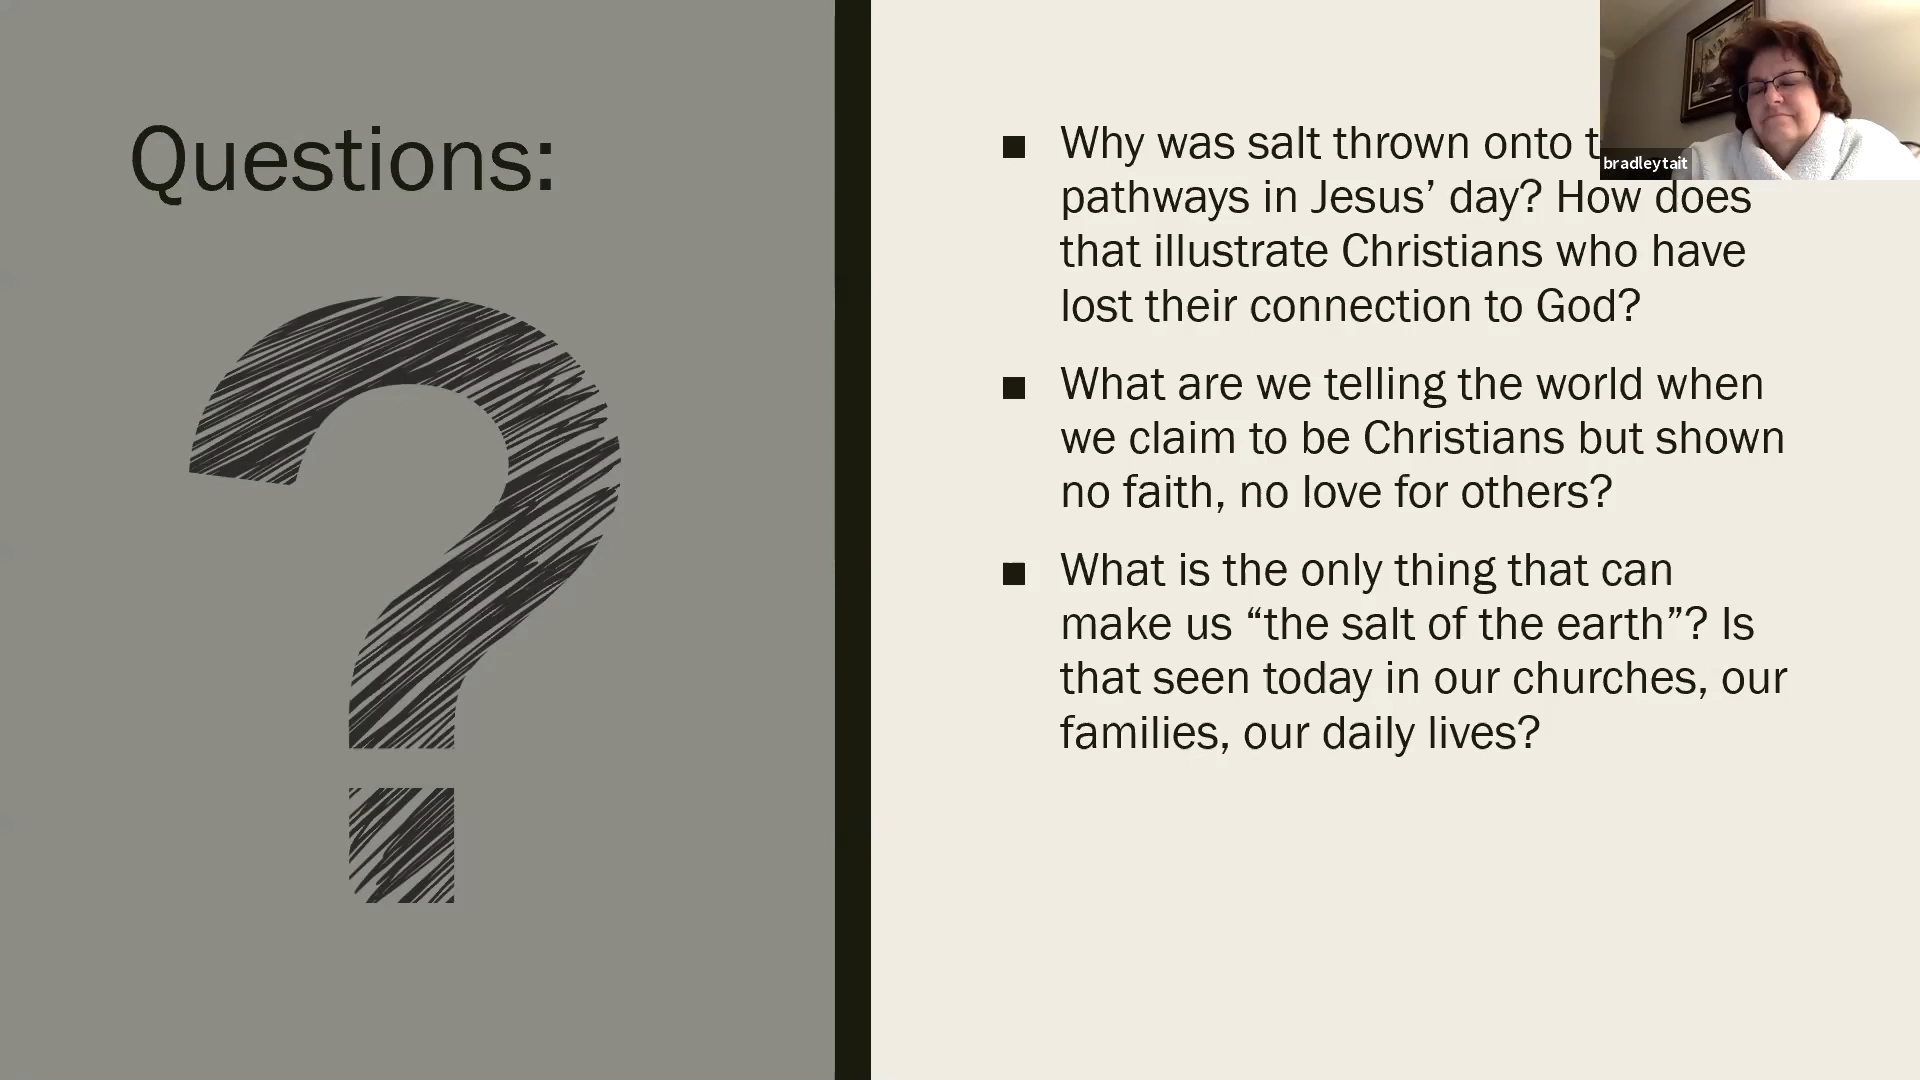 Questions:
■ Why was salt thrown onto
pathways in Jesus’ day? How does
that illustrate Christians who have
lost their connection to God?
■ What are we telling the world when
we claim to be Christians but shown
no faith, no love for others?
■ What is the only thing that can
make us “the salt of the earth”? Is
that seen today in our churches, our
families, our daily lives?
bradleytait